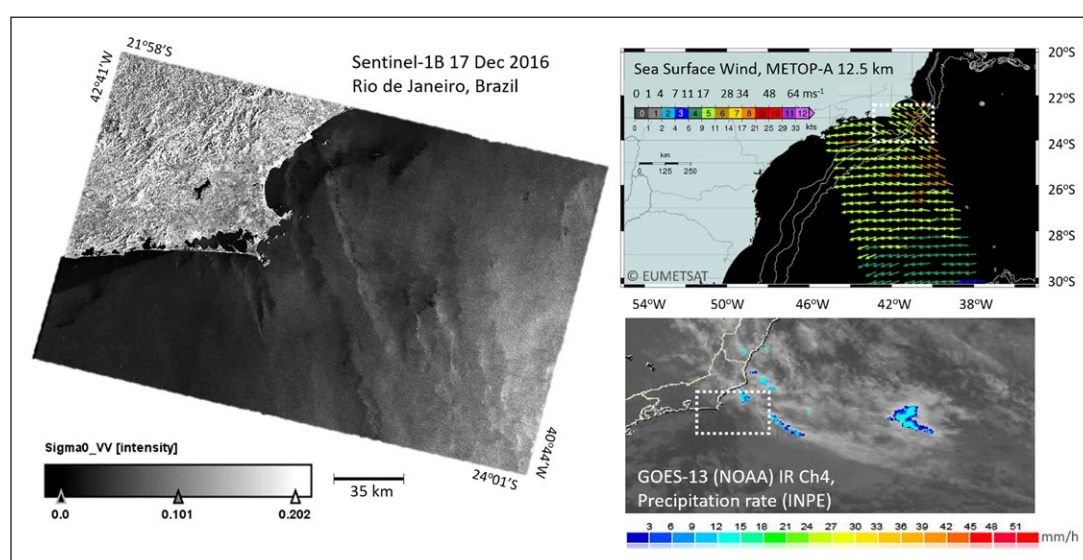 Sentinel-1B 17 Dec 2016
Rio de Janeiro, Brazil
21°58'S
42°41'W
40°44'W
24°01'S
Sigma0_VV [intensity]
0.0 0.101 0.202
35 km
Sea Surface Wind, METOP-A 12.5 km
0 1 4 7 11 17 28 34 48 64 ms⁻¹
0 1 2 3 4 5 6 7 8 9 10 11 12
0 1 2 4 6 9 11 14 17 21 25 29 33 kts
km
0 125 250
© EUMETSAT
20°S
22°S
24°S
26°S
28°S
30°S
54°W 50°W 46°W 42°W 38°W
GOES-13 (NOAA) IR Ch4,
Precipitation rate (INPE)
3 6 9 12 15 18 21 24 27 30 33 36 39 42 45 48 51 mm/h